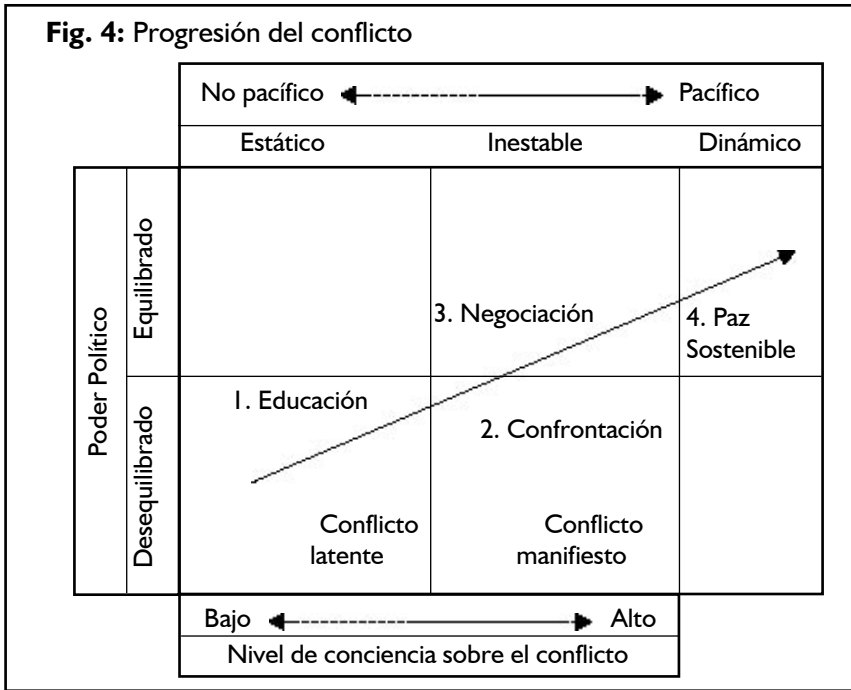 Fig. 4: Progresión del conflicto
No pacífico Pacífico
Estático Inestable Dinámico
Poder Político
Equilibrado
3. Negociación
4. Paz
Sostenible
Desequilibrado
1. Educación
2. Confrontación
Conflicto
latente
Conflicto
manifiesto
Bajo Alto
Nivel de conciencia sobre el conflicto